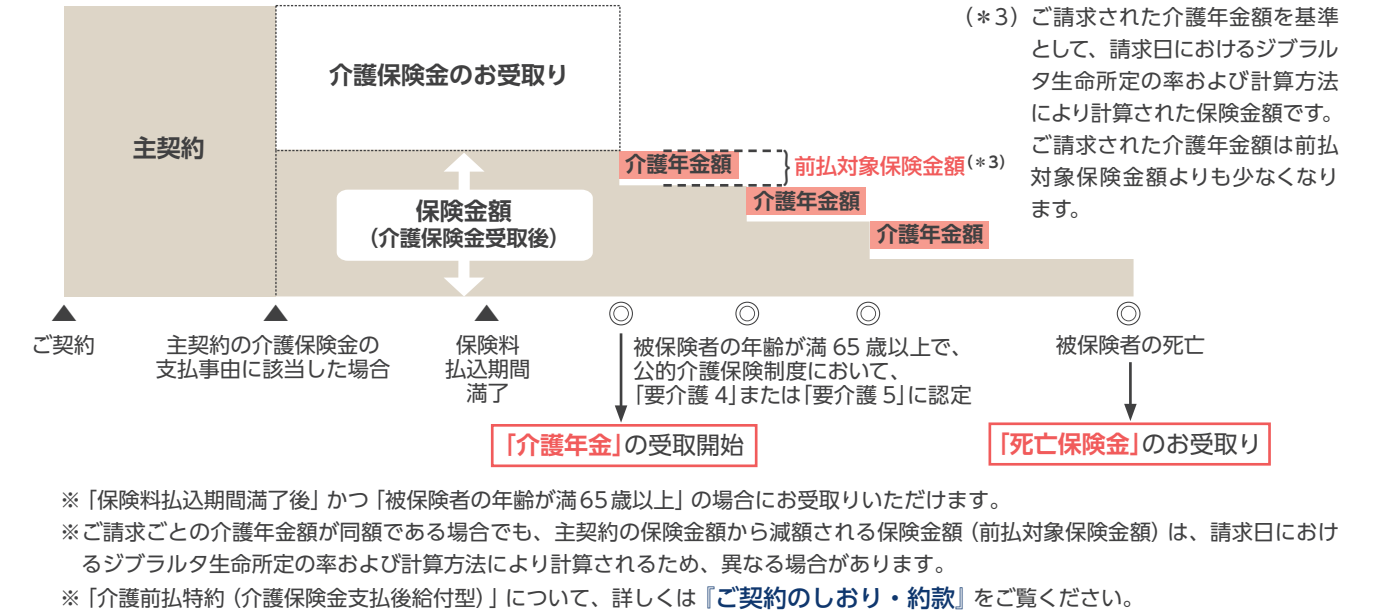 介護保険金のお受取り
主契約
保険金額
（介護保険金受取後）
介護年金額
前払対象保険金額(＊3)
介護年金額
介護年金額
（＊3）ご請求された介護年金額を基準
として、請求日におけるジブラル
タ生命所定の率および計算方法
により計算された保険金額です。
ご請求された介護年金額は前払
対象保険金額よりも少なくなり
ます。
ご契約
主契約の介護保険金の
支払事由に該当した場合
保険料
払込期間
満了
被保険者の年齢が満 65 歳以上で、
公的介護保険制度において、
「要介護 4」または「要介護 5」に認定
被保険者の死亡
「介護年金」の受取開始
「死亡保険金」のお受取り
※「保険料払込期間満了後」かつ「被保険者の年齢が満65歳以上」の場合にお受取りいただけます。
※ご請求ごとの介護年金額が同額である場合でも、主契約の保険金額から減額される保険金額（前払対象保険金額）は、請求日におけ
るジブラルタ生命所定の率および計算方法により計算されるため、異なる場合があります。
※「介護前払特約（介護保険金支払後給付型）」について、詳しくは『ご契約のしおり・約款』をご覧ください。